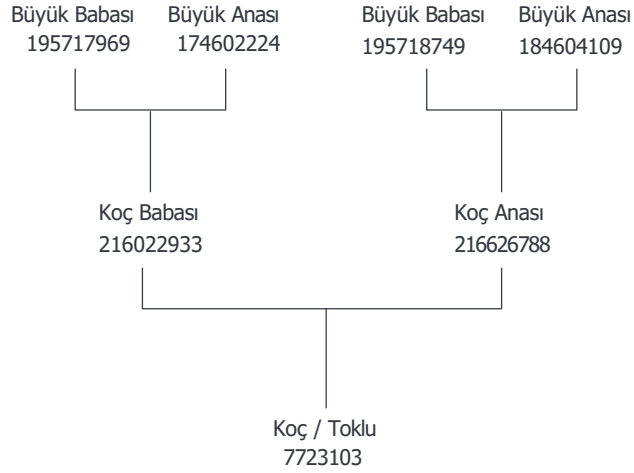 Büyük Babası Büyük Anası Büyük Babası Büyük Anası
195717969 174602224 195718749 184604109
Koç Babası Koç Anası
216022933 216626788
Koç / Toklu
7723103